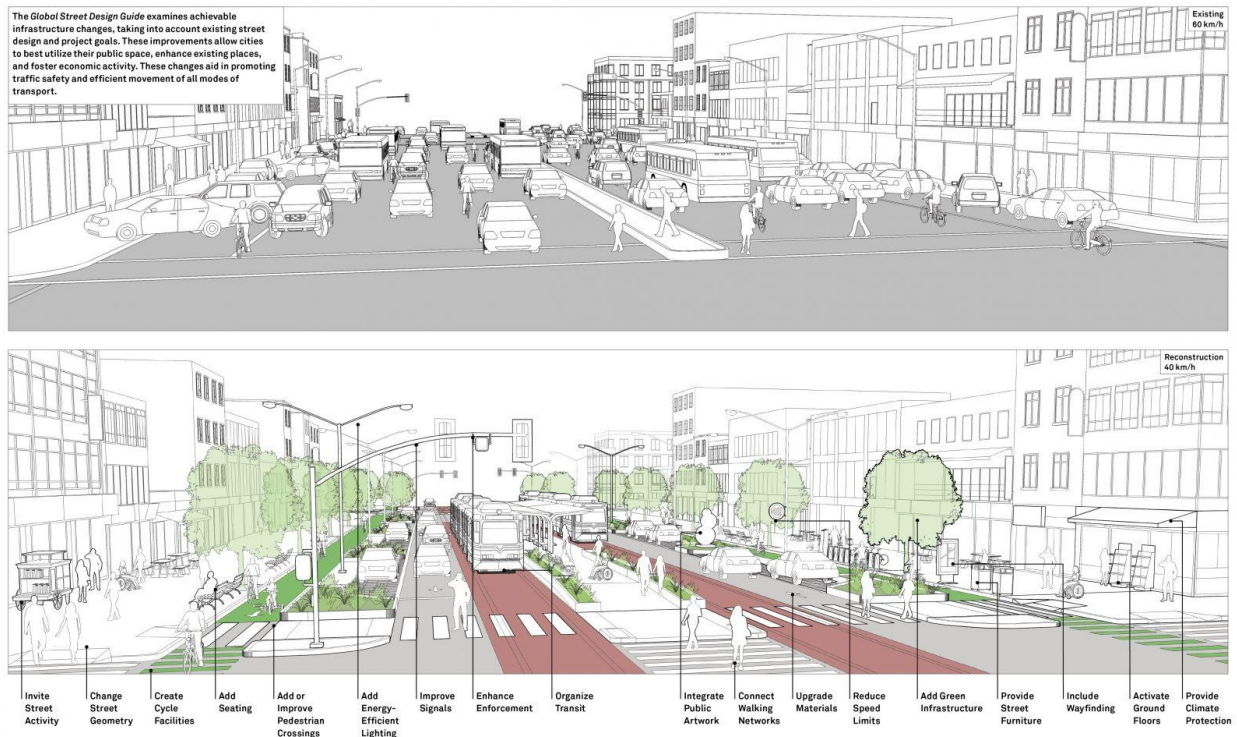 The Global Street Design Guide examines achievable
infrastructure changes, taking into account existing street
design and project goals. These improvements allow cities
to best utilize their public space, enhance existing places,
and foster economic activity. These changes aid in promoting
traffic safety and efficient movement of all modes of
transport.
Existing
60 km/h
Reconstruction
40 km/h
Invite
Street
Activity
Change
Street
Geometry
Create
Cycle
Facilities
Add
Seating
Add or
Improve
Pedestrian
Crossings
Add
Energy-
Efficient
Lighting
Improve
Signals
Enhance
Enforcement
Organize
Transit
Integrate
Public
Artwork
Connect
Walking
Networks
Upgrade
Materials
Reduce
Speed
Limits
Add Green
Infrastructure
Provide
Street
Furniture
Include
Wayfinding
Activate
Ground
Floors
Provide
Climate
Protection